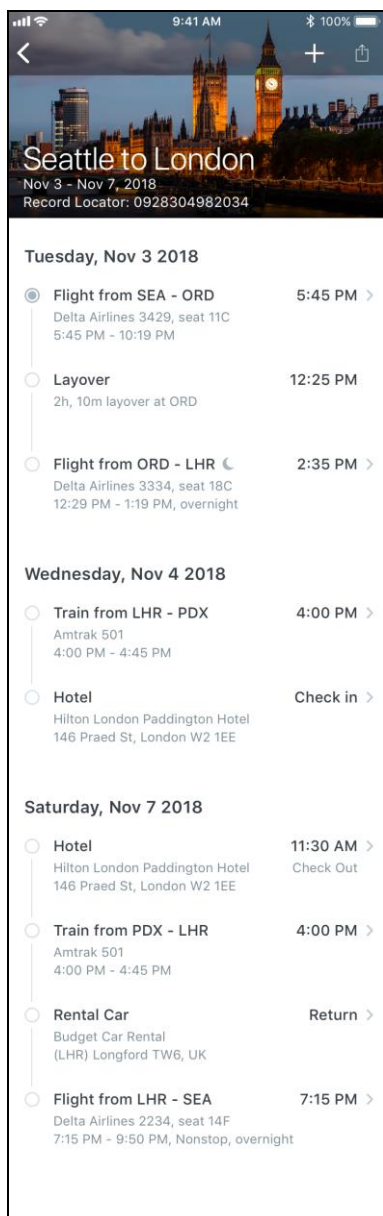 9:41 AM
100%
Seattle to London
Nov 3 - Nov 7, 2018
Record Locator: 0928304982034
Tuesday, Nov 3 2018
Flight from SEA - ORD 5:45 PM
Delta Airlines 3429, seat 11C
5:45 PM - 10:19 PM
Layover 12:25 PM
2h, 10m layover at ORD
Flight from ORD - LHR 2:35 PM
Delta Airlines 3334, seat 18C
12:29 PM - 1:19 PM, overnight
Wednesday, Nov 4 2018
Train from LHR - PDX 4:00 PM
Amtrak 501
4:00 PM - 4:45 PM
Hotel Check in
Hilton London Paddington Hotel
146 Praed St, London W2 1EE
Saturday, Nov 7 2018
Hotel 11:30 AM
Hilton London Paddington Hotel Check Out
146 Praed St, London W2 1EE
Train from PDX - LHR 4:00 PM
Amtrak 501
4:00 PM - 4:45 PM
Rental Car Return
Budget Car Rental
(LHR) Longford TW6, UK
Flight from LHR - SEA 7:15 PM
Delta Airlines 2234, seat 14F
7:15 PM - 9:50 PM, Nonstop, overnight